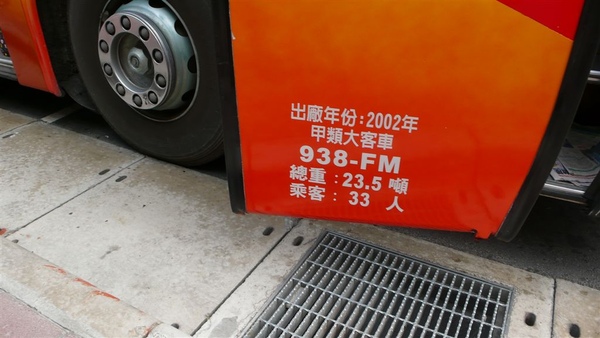 出廠年份：2002年
甲類大客車
938-FM
總重：23.5 噸
乘客： 33 人